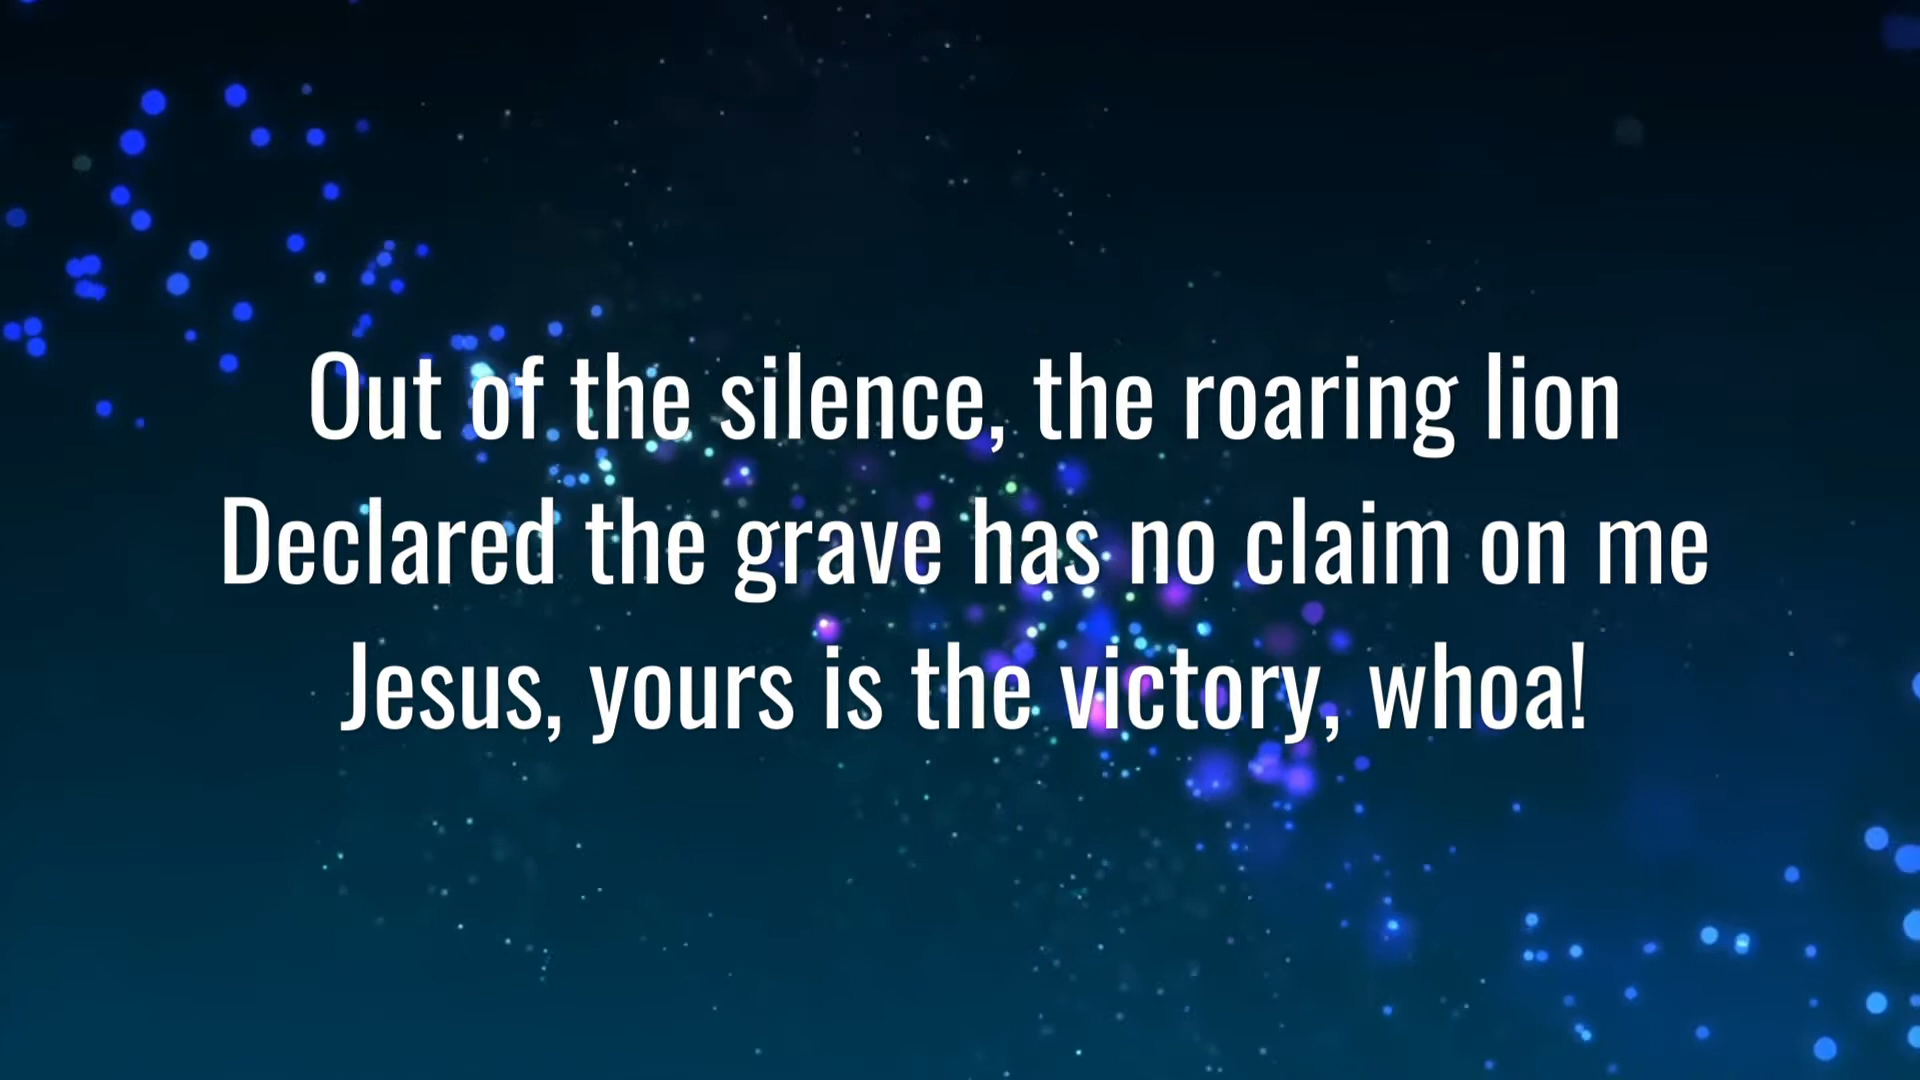 Out of the silence, the roaring lion
Declared the grave has no claim on me
Jesus, yours is the victory, whoa!